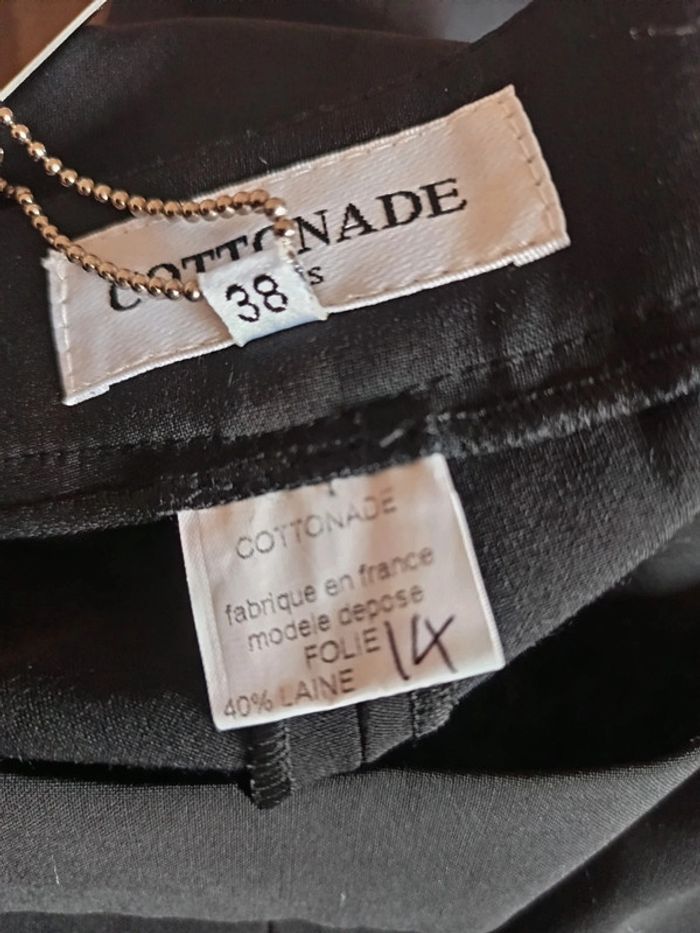 COTTONADE
38
COTTONADE
fabrique en france
modele depose
FOLIE 14
40% LAINE